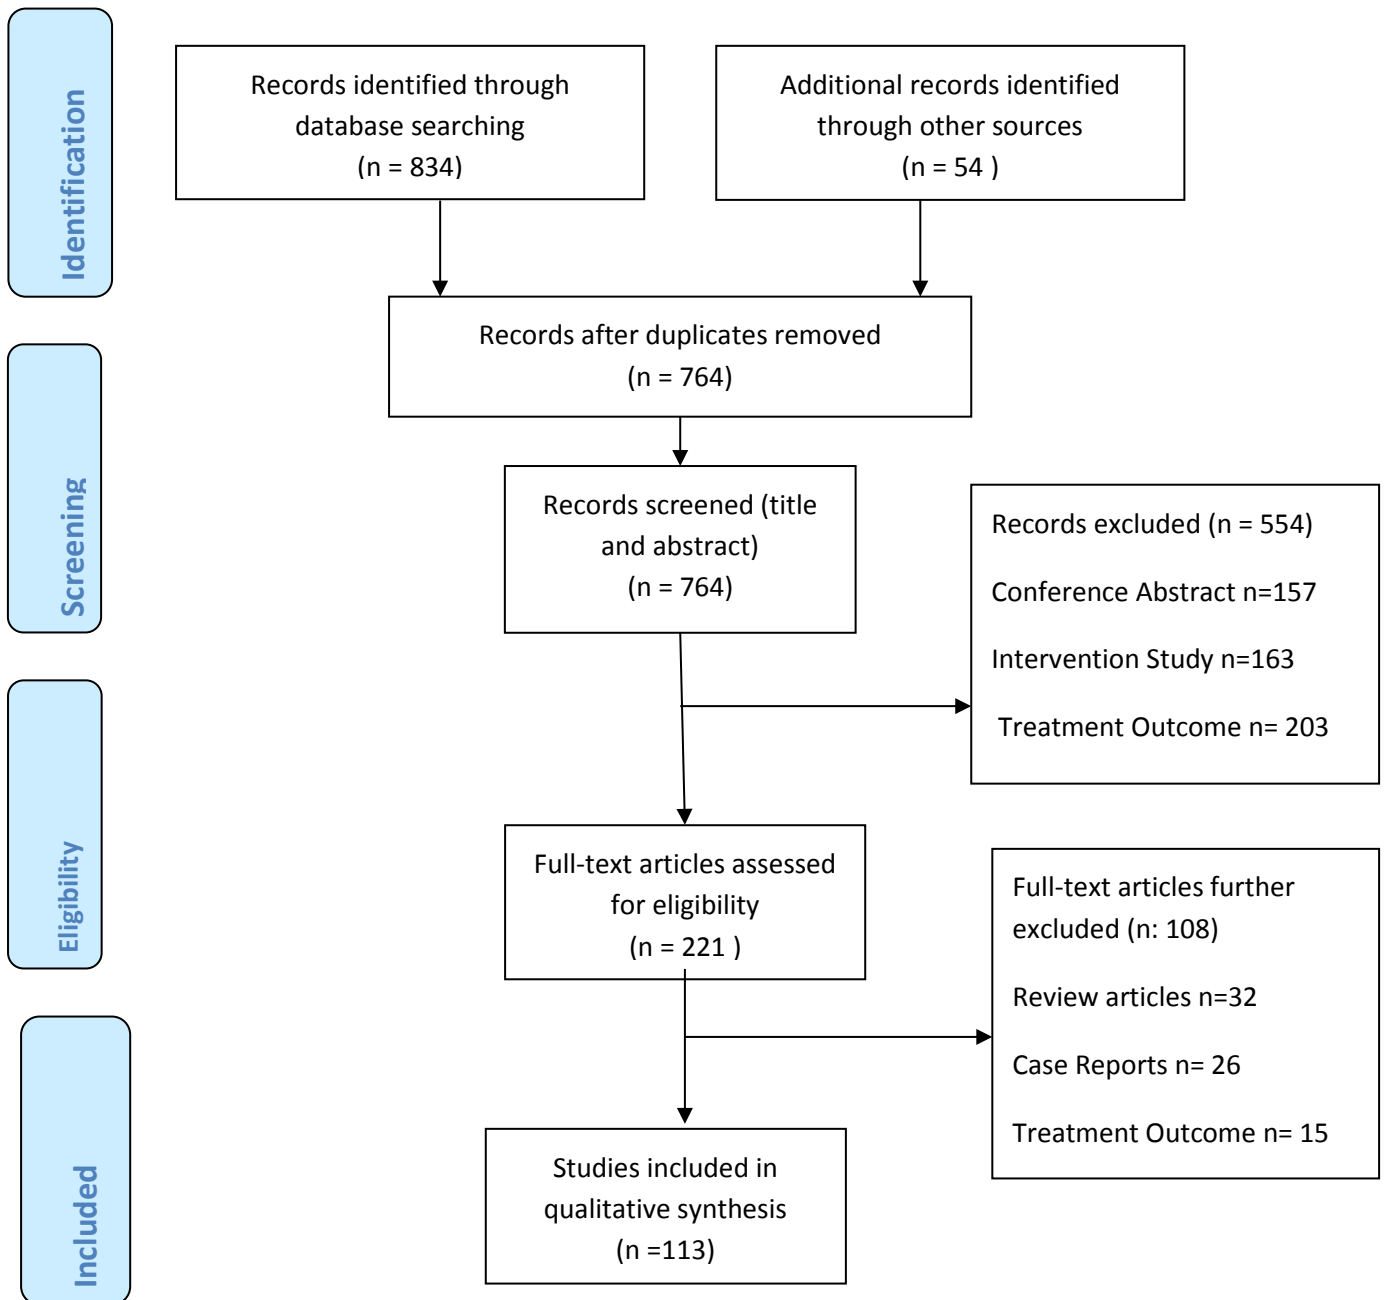 Identification
Records identified through
database searching
(n = 834)
Additional records identified
through other sources
(n = 54 )
Records after duplicates removed
(n = 764)
Screening
Records screened (title
and abstract)
(n = 764)
Records excluded (n = 554)
Conference Abstract n=157
Intervention Study n=163
Treatment Outcome n= 203
Eligibility
Full-text articles assessed
for eligibility
(n = 221 )
Full-text articles further
excluded (n: 108)
Review articles n=32
Case Reports n= 26
Treatment Outcome n= 15
Included
Studies included in
qualitative synthesis
(n =113)